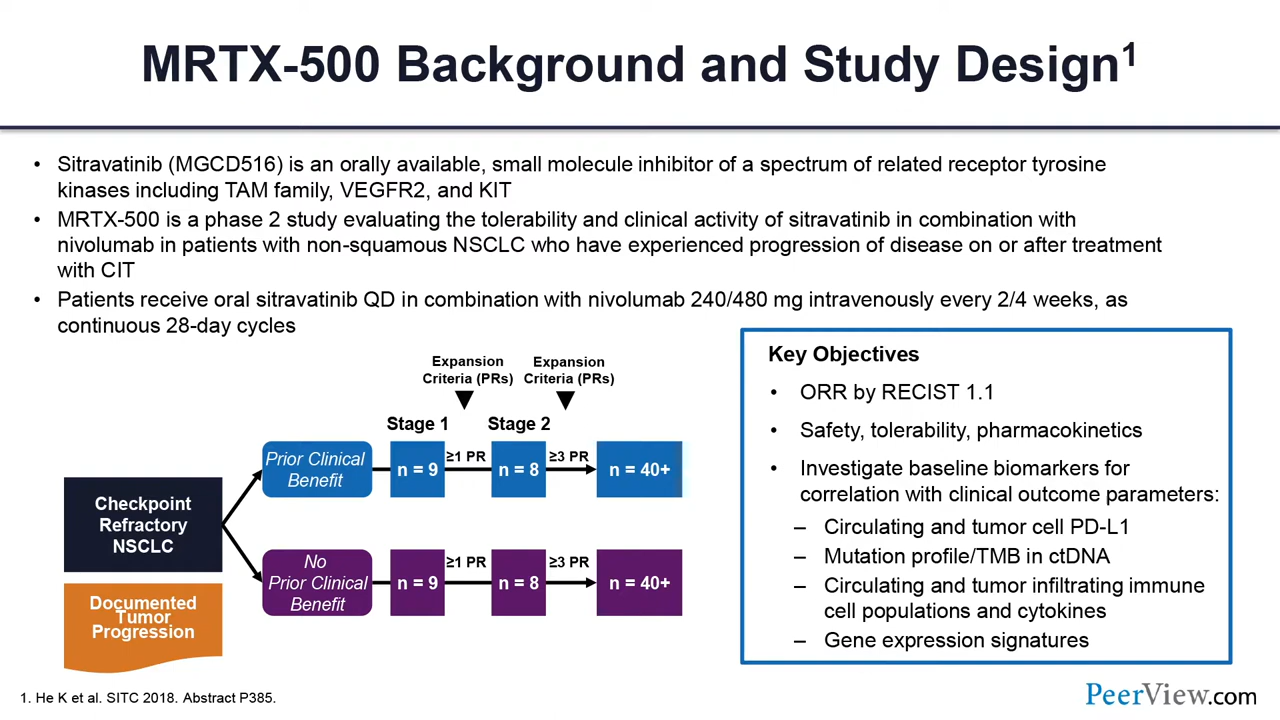 MRTX-500 Background and Study Design1
• Sitravatinib (MGCD516) is an orally available, small molecule inhibitor of a spectrum of related receptor tyrosine
kinases including TAM family, VEGFR2, and KIT
• MRTX-500 is a phase 2 study evaluating the tolerability and clinical activity of sitravatinib in combination with
nivolumab in patients with non-squamous NSCLC who have experienced progression of disease on or after treatment
with CIT
• Patients receive oral sitravatinib QD in combination with nivolumab 240/480 mg intravenously every 2/4 weeks, as
continuous 28-day cycles
Expansion
Criteria (PRs)
Expansion
Criteria (PRs)
Stage 1
Stage 2
Prior Clinical
Benefit
n = 9
≥1 PR
n = 8
≥3 PR
n = 40+
Checkpoint
Refractory
NSCLC
No
Prior Clinical
Benefit
n = 9
≥1 PR
n = 8
≥3 PR
n = 40+
Documented
Tumor
Progression
Key Objectives
• ORR by RECIST 1.1
• Safety, tolerability, pharmacokinetics
• Investigate baseline biomarkers for
correlation with clinical outcome parameters:
– Circulating and tumor cell PD-L1
– Mutation profile/TMB in ctDNA
– Circulating and tumor infiltrating immune
cell populations and cytokines
– Gene expression signatures
1. He K et al. SITC 2018. Abstract P385.
PeerView.com